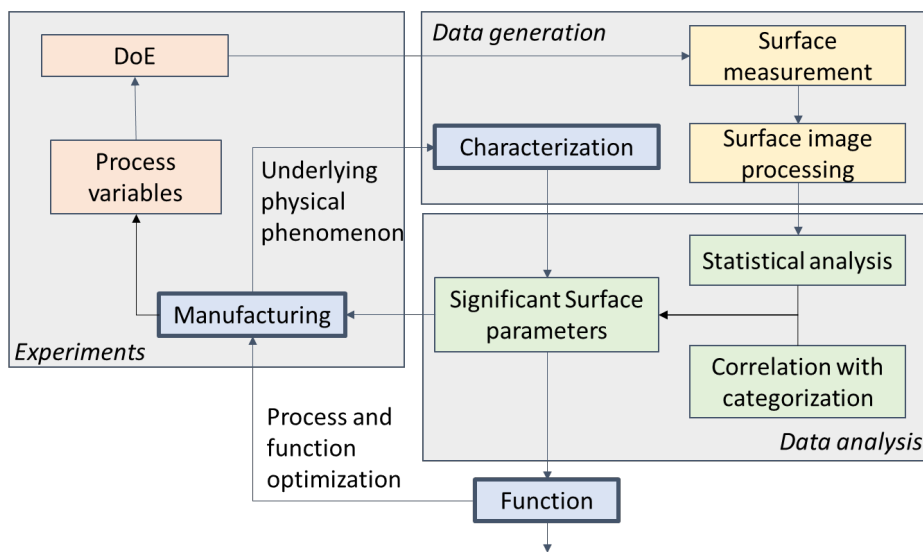 Data generation
DoE
Surface
measurement
Process
variables
Underlying
physical
phenomenon
Characterization
Surface image
processing
Manufacturing
Experiments
Significant Surface
parameters
Statistical analysis
Correlation with
categorization
Data analysis
Process and
function
optimization
Function